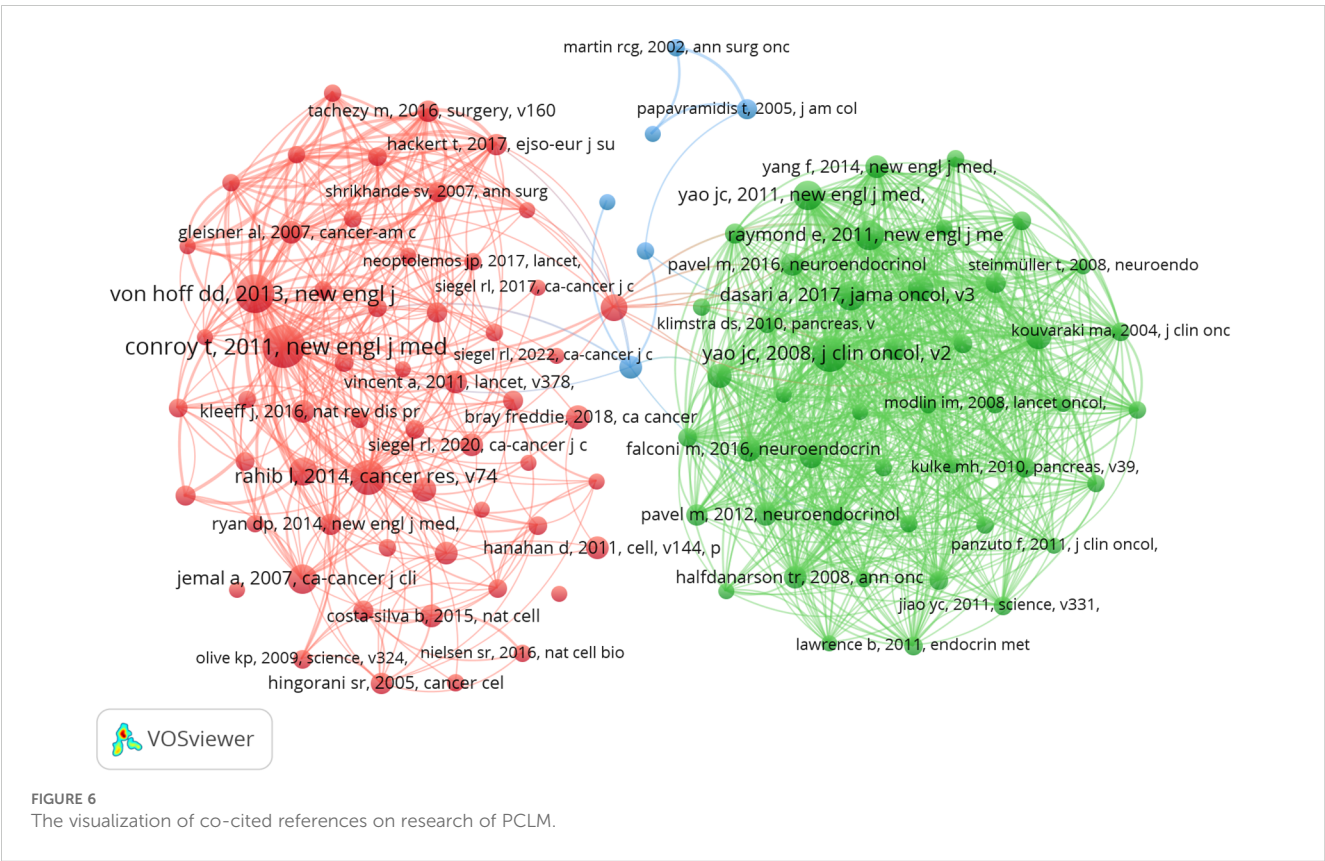 martin rcg, 2002, ann surg onc
papavramidis t, 2005, j am col
tachezy m, 2016, surgery, v160
hackert t, 2017, ejso-eur j su
shrikhande sv, 2007, ann surg
gleisner al, 2007, cancer-am c
neoptolemos jp, 2017, lancet,
siegel rl, 2017, ca-cancer j c
von hoff dd, 2013, new engl j
conroy t, 2011, new engl j med
siegel rl, 2022, ca-cancer j c
vincent a, 2011, lancet, v378,
kleeff j, 2016, nat rev dis pr
bray freddie, 2018, ca cancer
siegel rl, 2020, ca-cancer j c
rahib l, 2014, cancer res, v74
ryan dp, 2014, new engl j med,
hanahan d, 2011, cell, v144, p
jemal a, 2007, ca-cancer j cli
costa-silva b, 2015, nat cell
olive kp, 2009, science, v324,
nielsen sr, 2016, nat cell bio
hingorani sr, 2005, cancer cel
yang f, 2014, new engl j med,
yao jc, 2011, new engl j med,
raymond e, 2011, new engl j me
pavel m, 2016, neuroendocrinol
steinmüller t, 2008, neuroendo
dasari a, 2017, jama oncol, v3
klimstra ds, 2010, pancreas, v
kouvaraki ma, 2004, j clin onc
yao jc, 2008, j clin oncol, v2
modlin im, 2008, lancet oncol,
falconi m, 2016, neuroendocrin
kulke mh, 2010, pancreas, v39,
pavel m, 2012, neuroendocrinol
panzuto f, 2011, j clin oncol,
halfdanarson tr, 2008, ann onc
jiao yc, 2011, science, v331,
lawrence b, 2011, endocrin met
VOSviewer
FIGURE 6
The visualization of co-cited references on research of PCLM.